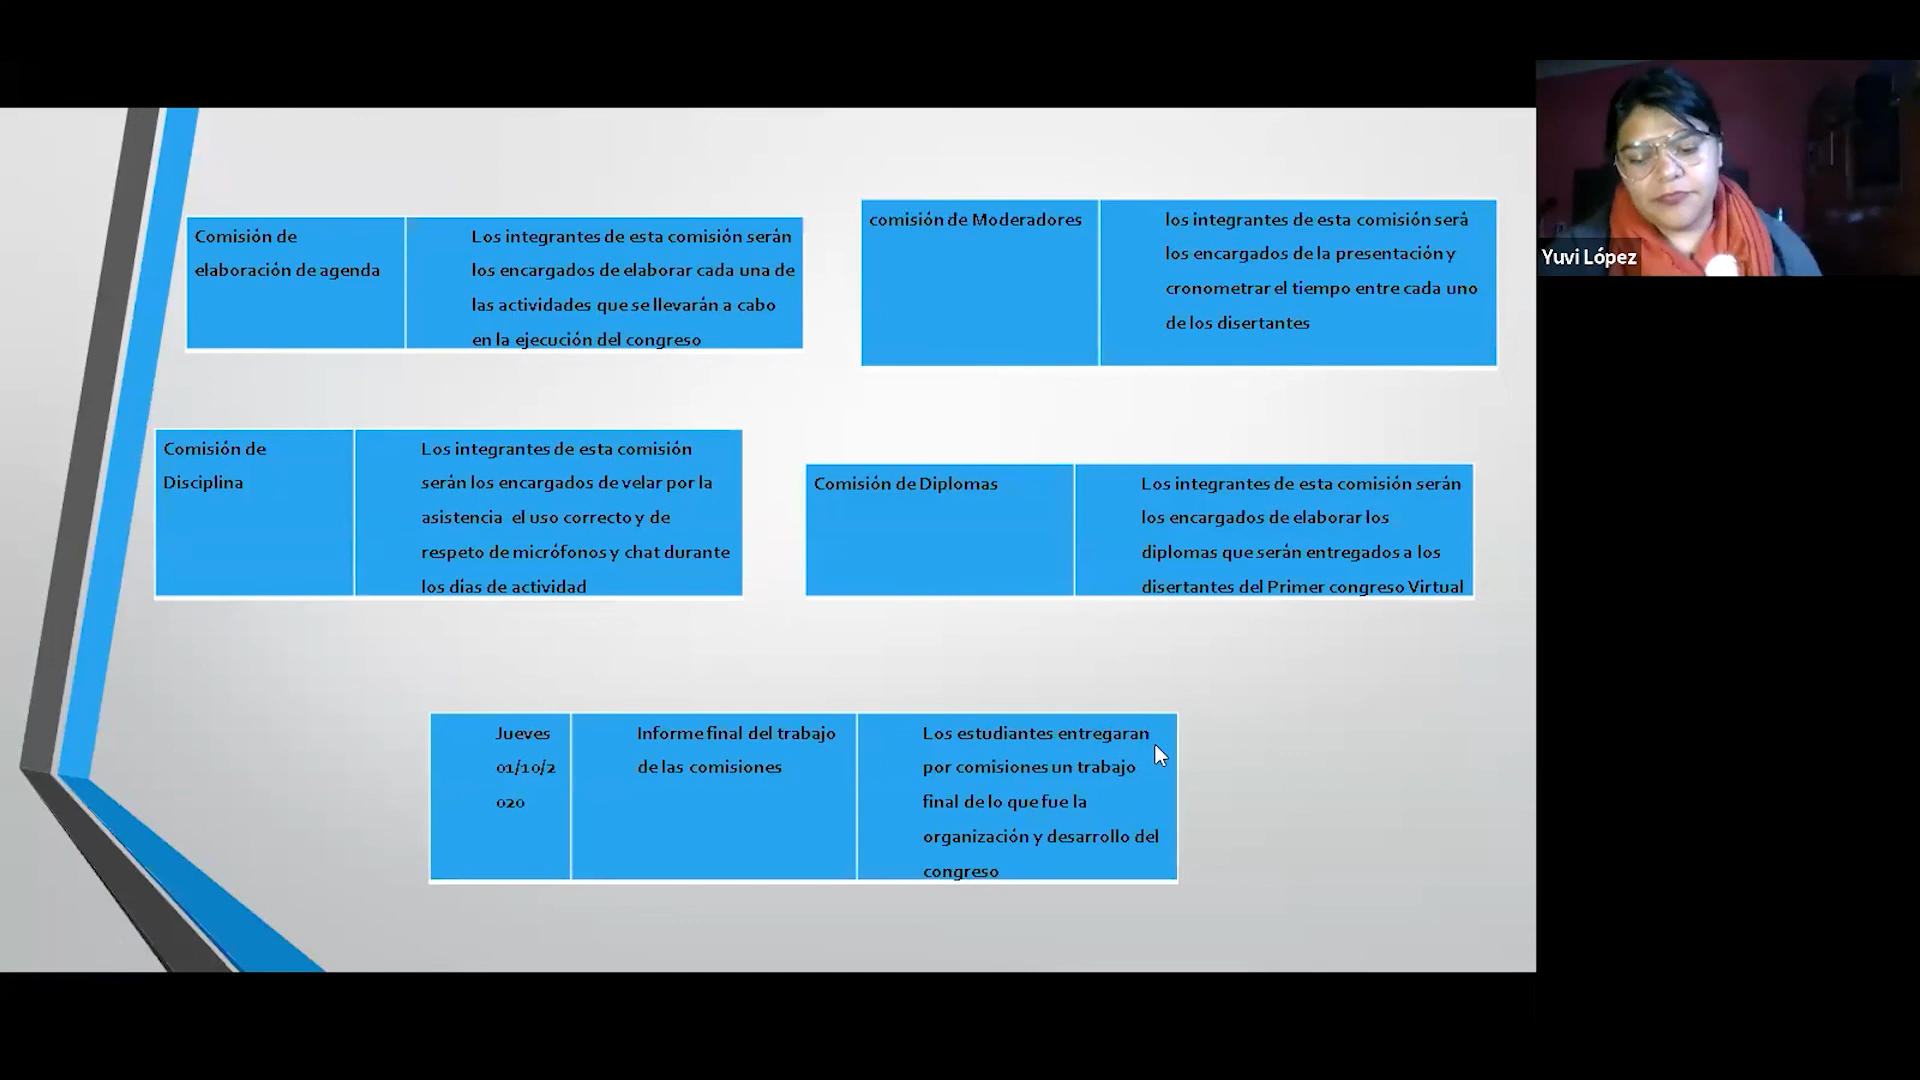 Comisión de
elaboración de agenda
Los integrantes de esta comisión serán
los encargados de elaborar cada una de
las actividades que se llevarán a cabo
en la ejecución del congreso
comisión de Moderadores
los integrantes de esta comisión será
los encargados de la presentación y
cronometrar el tiempo entre cada uno
de los disertantes
Yuvi López
Comisión de
Disciplina
Los integrantes de esta comisión
serán los encargados de velar por la
asistencia el uso correcto y de
respeto de micrófonos y chat durante
los días de actividad
Comisión de Diplomas
Los integrantes de esta comisión serán
los encargados de elaborar los
diplomas que serán entregados a los
disertantes del Primer congreso Virtual
Jueves
01/10/2
020
Informe final del trabajo
de las comisiones
Los estudiantes entregaran
por comisiones un trabajo
final de lo que fue la
organización y desarrollo del
congreso